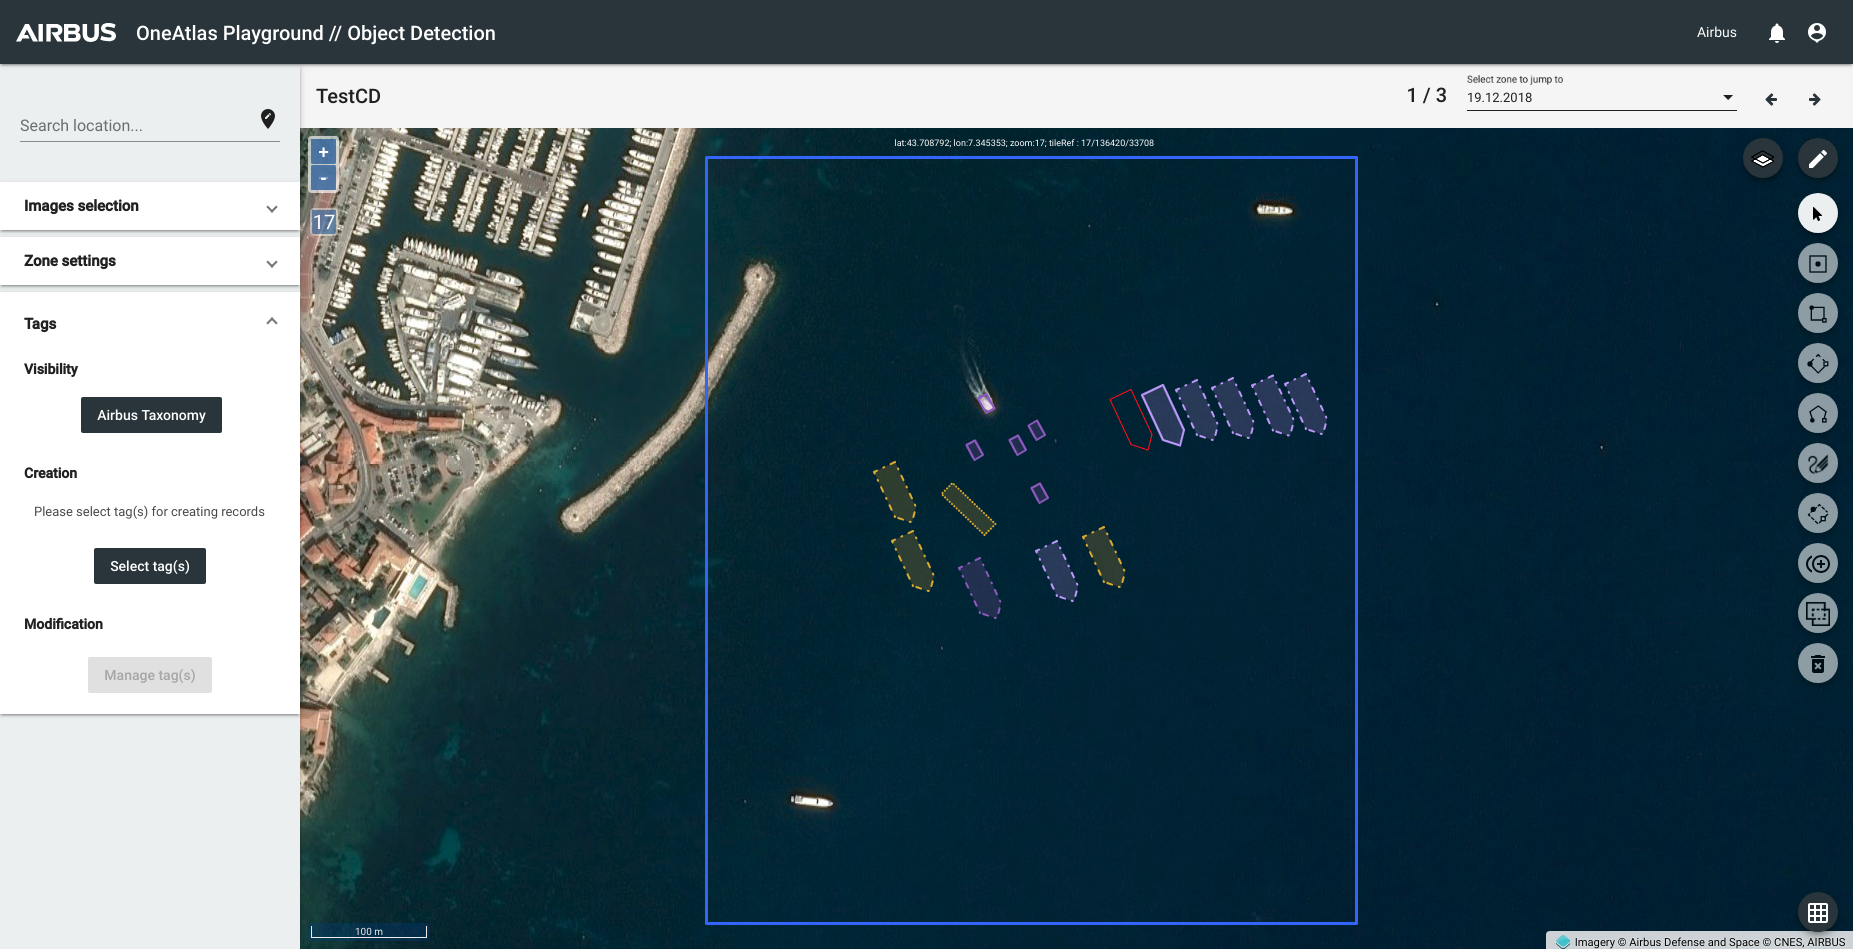 AIRBUS OneAtlas Playground // Object Detection Airbus
TestCD
1 / 3
Select zone to jump to
19.12.2018
Search location...
Images selection
Zone settings
Tags
Visibility
Airbus Taxonomy
Creation
Please select tag(s) for creating records
Select tag(s)
Modification
Manage tag(s)
+
-
17
lat:43.708792; lon:7.345353; zoom:17; tileRef : 17/136420/33708
100 m
Imagery © Airbus Defense and Space © CNES, AIRBUS